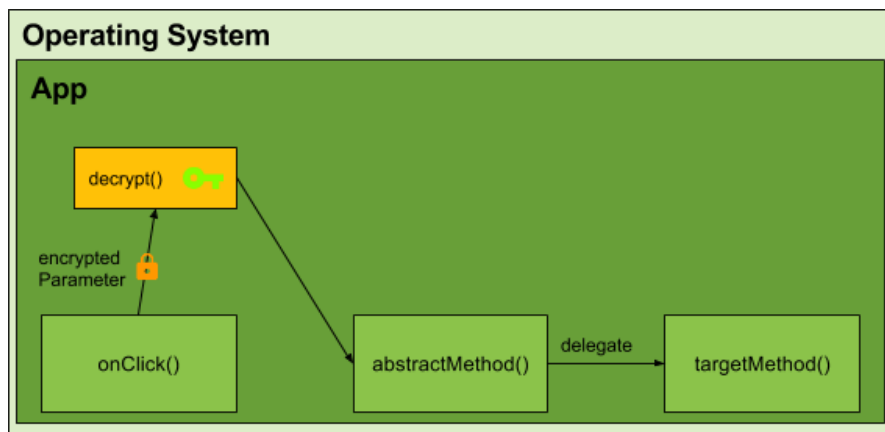 Operating System
App
decrypt()
encrypted
Parameter
onClick()
abstractMethod()
delegate
targetMethod()